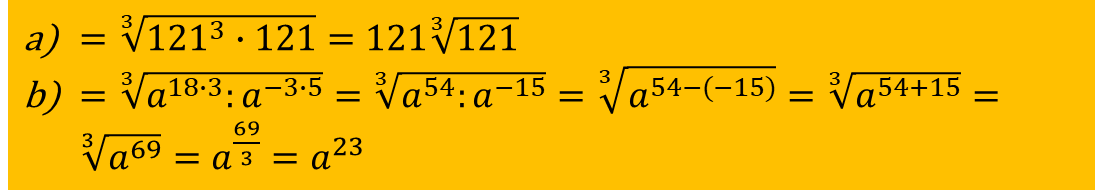 a) = ∛(121³ · 121) = 121∛121
b) = ∛(a^(18·3) : a^(−3·5)) = ∛(a^54 : a^(−15)) = ∛(a^(54−(−15))) = ∛(a^(54+15)) =
∛(a^69) = a^(69/3) = a^23